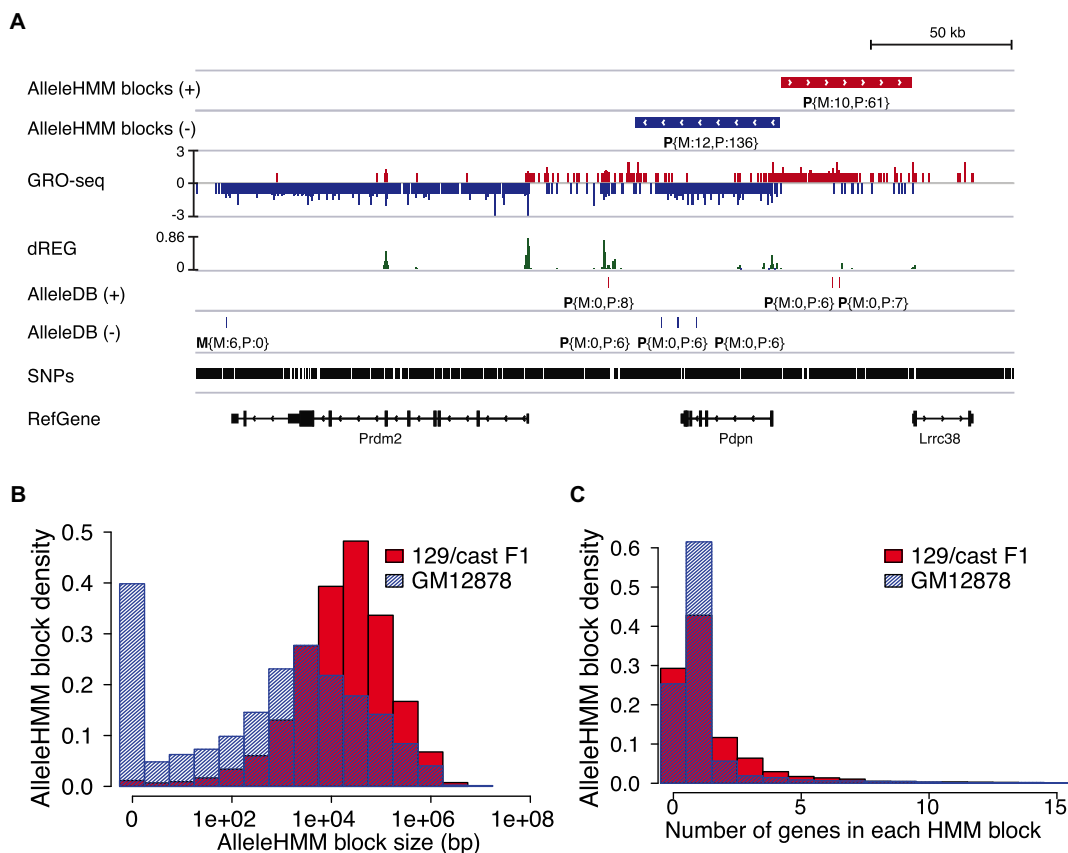 A
50 kb
AlleleHMM blocks (+)
P{M:10,P:61}
AlleleHMM blocks (-)
P{M:12,P:136}
3
GRO-seq
0
-3
0.86
dREG
0
AlleleDB (+)
P{M:0,P:8} P{M:0,P:6} P{M:0,P:7}
AlleleDB (-)
M{M:6,P:0} P{M:0,P:6} P{M:0,P:6} P{M:0,P:6}
SNPs
RefGene
Prdm2 Pdpn Lrrc38
B
AlleleHMM block density
0.5
0.4
0.3
0.2
0.1
0.0
129/cast F1
GM12878
0 1e+02 1e+04 1e+06 1e+08
AlleleHMM block size (bp)
C
AlleleHMM block density
0.6
0.5
0.4
0.3
0.2
0.1
0.0
129/cast F1
GM12878
0 5 10 15
Number of genes in each HMM block